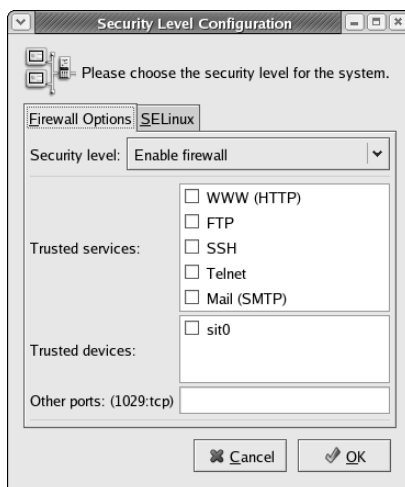 Security Level Configuration
Please choose the security level for the system.
Firewall Options
SELinux
Security level:
Enable firewall
Trusted services:
WWW (HTTP)
FTP
SSH
Telnet
Mail (SMTP)
Trusted devices:
sit0
Other ports: (1029:tcp)
Cancel
OK